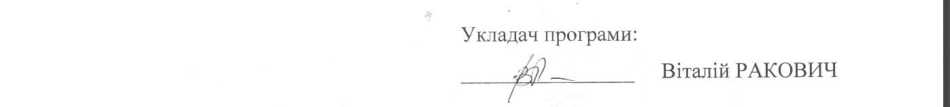 Укладач програми:
Віталій РАКОВИЧ